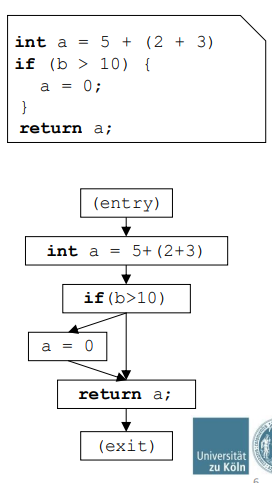 int a = 5 + (2 + 3)
if (b > 10) {
a = 0;
}
return a;
(entry)
int a = 5+(2+3)
if(b>10)
a = 0
return a;
(exit)
Universität
zu Köln
6